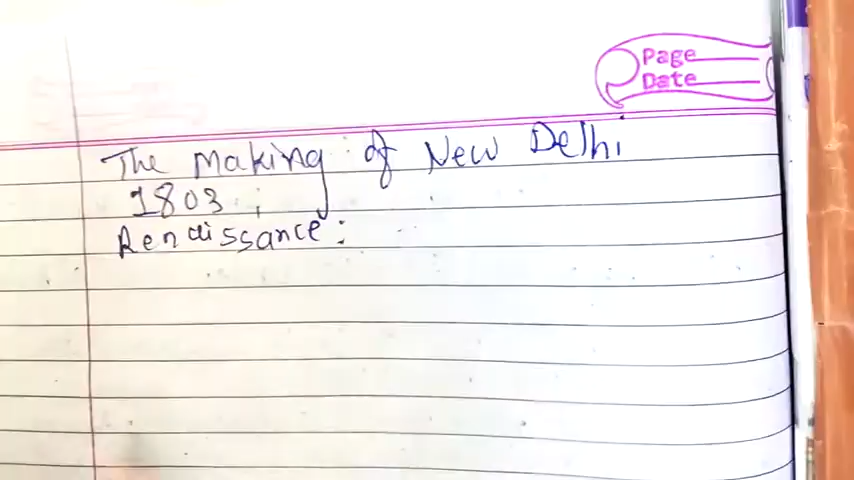 Page
Date
The Making of New Delhi
1803 :
Renaissance :